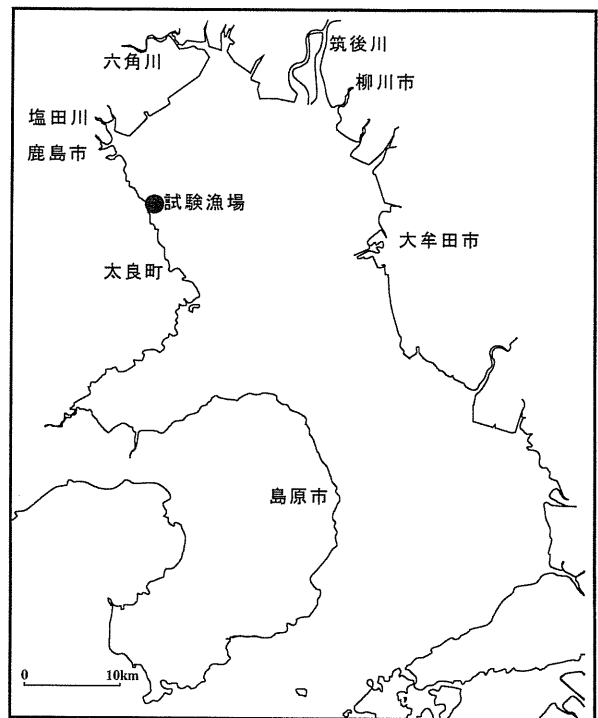 筑後川
六角川
柳川市
塩田川
鹿島市
試験漁場
大牟田市
太良町
島原市
0 10km